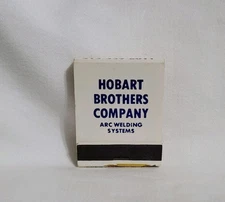 HOBART
BROTHERS
COMPANY
ARC WELDING
SYSTEMS